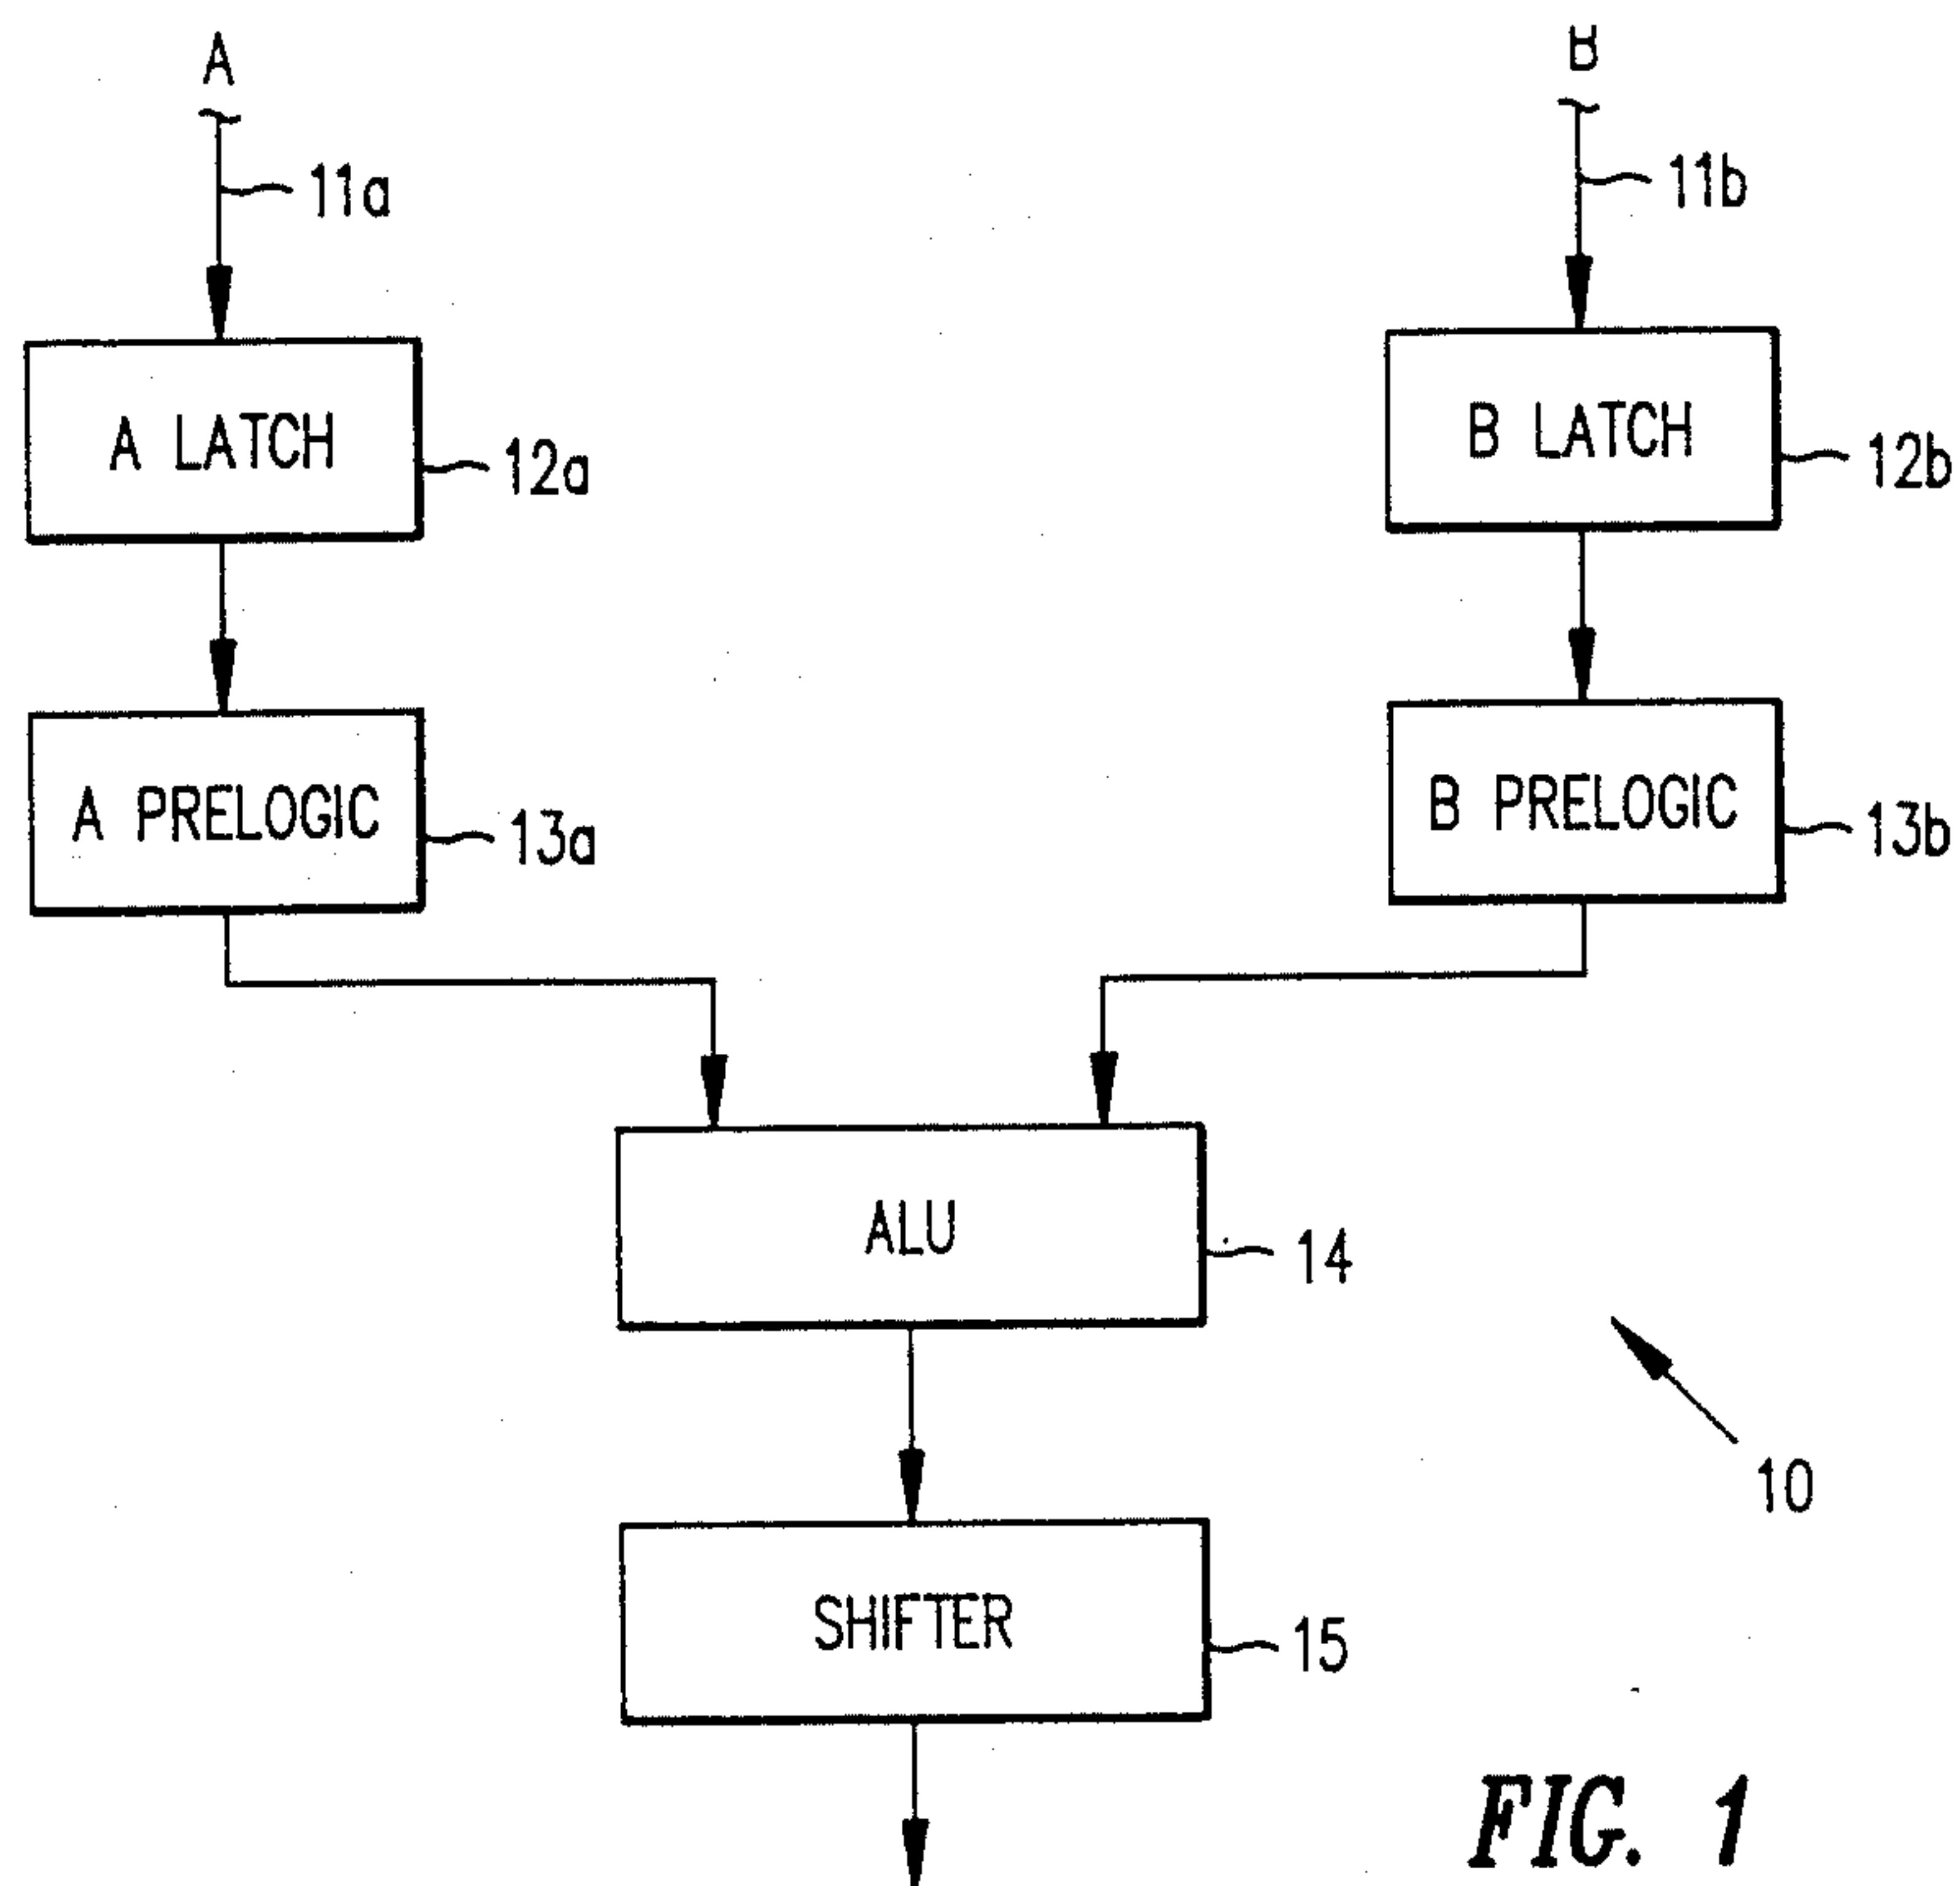 A
B
11a
11b
A LATCH
12a
B LATCH
12b
A PRELOGIC
13a
B PRELOGIC
13b
ALU
14
10
SHIFTER
15
FIG. 1